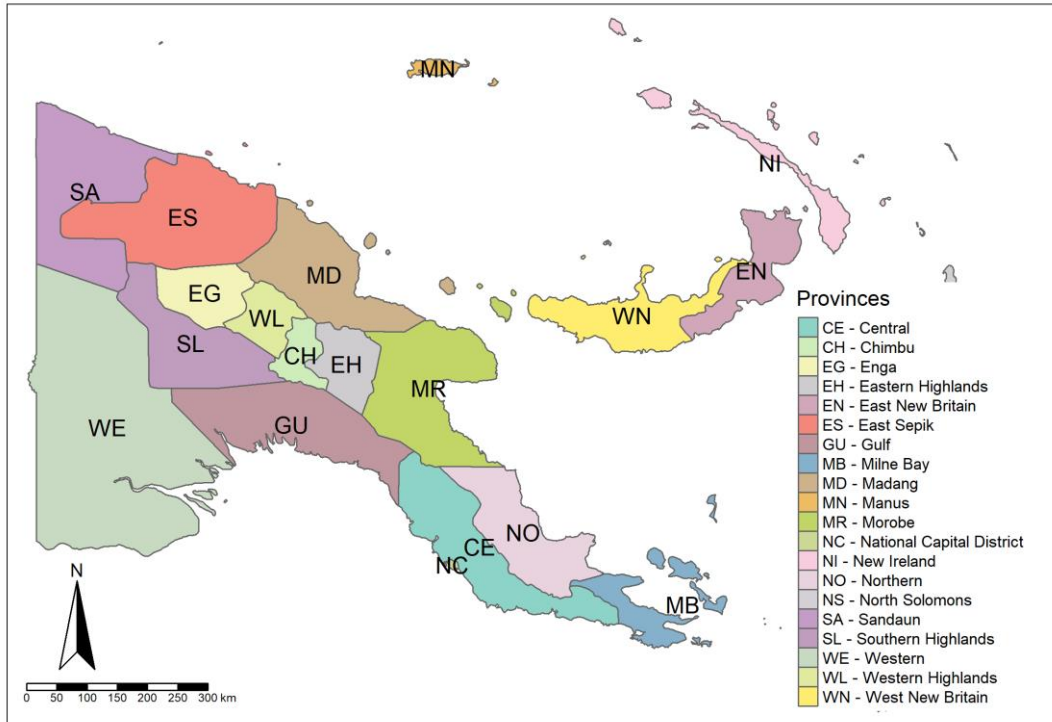 MN
NI
SA
ES
EN
MD
EG
WN
WL
SL
CH
EH
MR
WE
GU
NO
CE
NC
MB
Provinces
CE - Central
CH - Chimbu
EG - Enga
EH - Eastern Highlands
EN - East New Britain
ES - East Sepik
GU - Gulf
MB - Milne Bay
MD - Madang
MN - Manus
MR - Morobe
NC - National Capital District
NI - New Ireland
NO - Northern
NS - North Solomons
SA - Sandaun
SL - Southern Highlands
WE - Western
WL - Western Highlands
WN - West New Britain
N
0 50 100 150 200 250 300 km